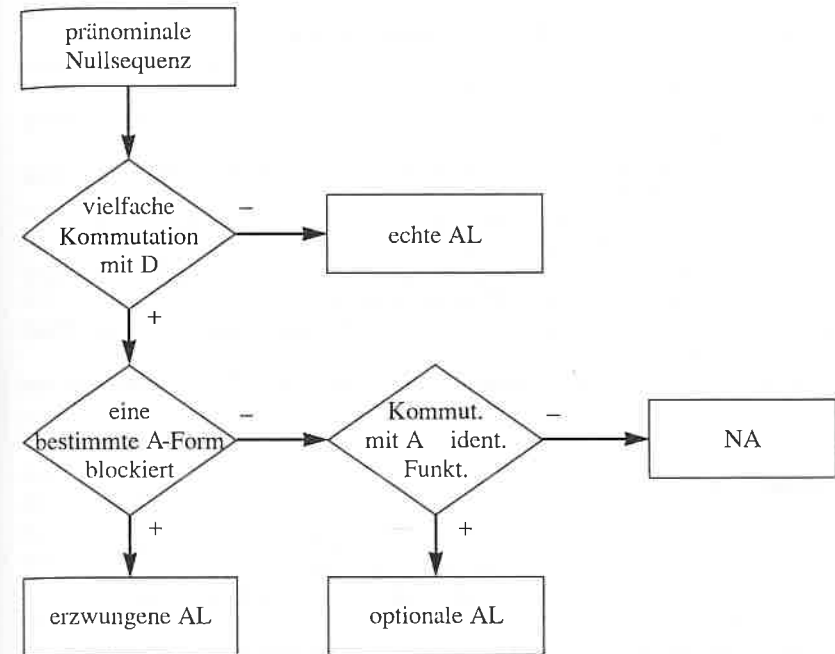 pränominale
Nullsequenz
vielfache
Kommutation
mit D
–
echte AL
+
eine
bestimmte A-Form
blockiert
–
Kommut.
mit A ident.
Funkt.
–
NA
+
+
erzwungene AL
optionale AL